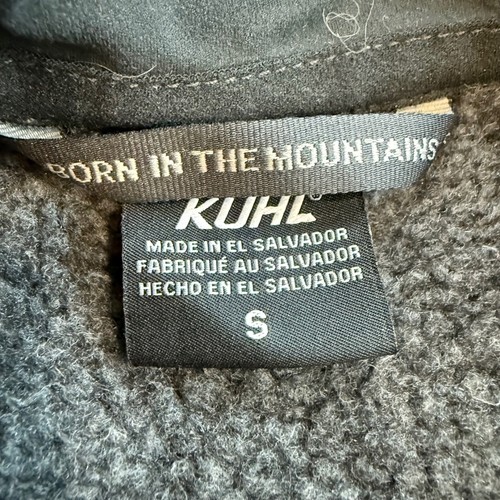 BORN IN THE MOUNTAINS
KUHL
MADE IN EL SALVADOR
FABRIQUÉ AU SALVADOR
HECHO EN EL SALVADOR
S